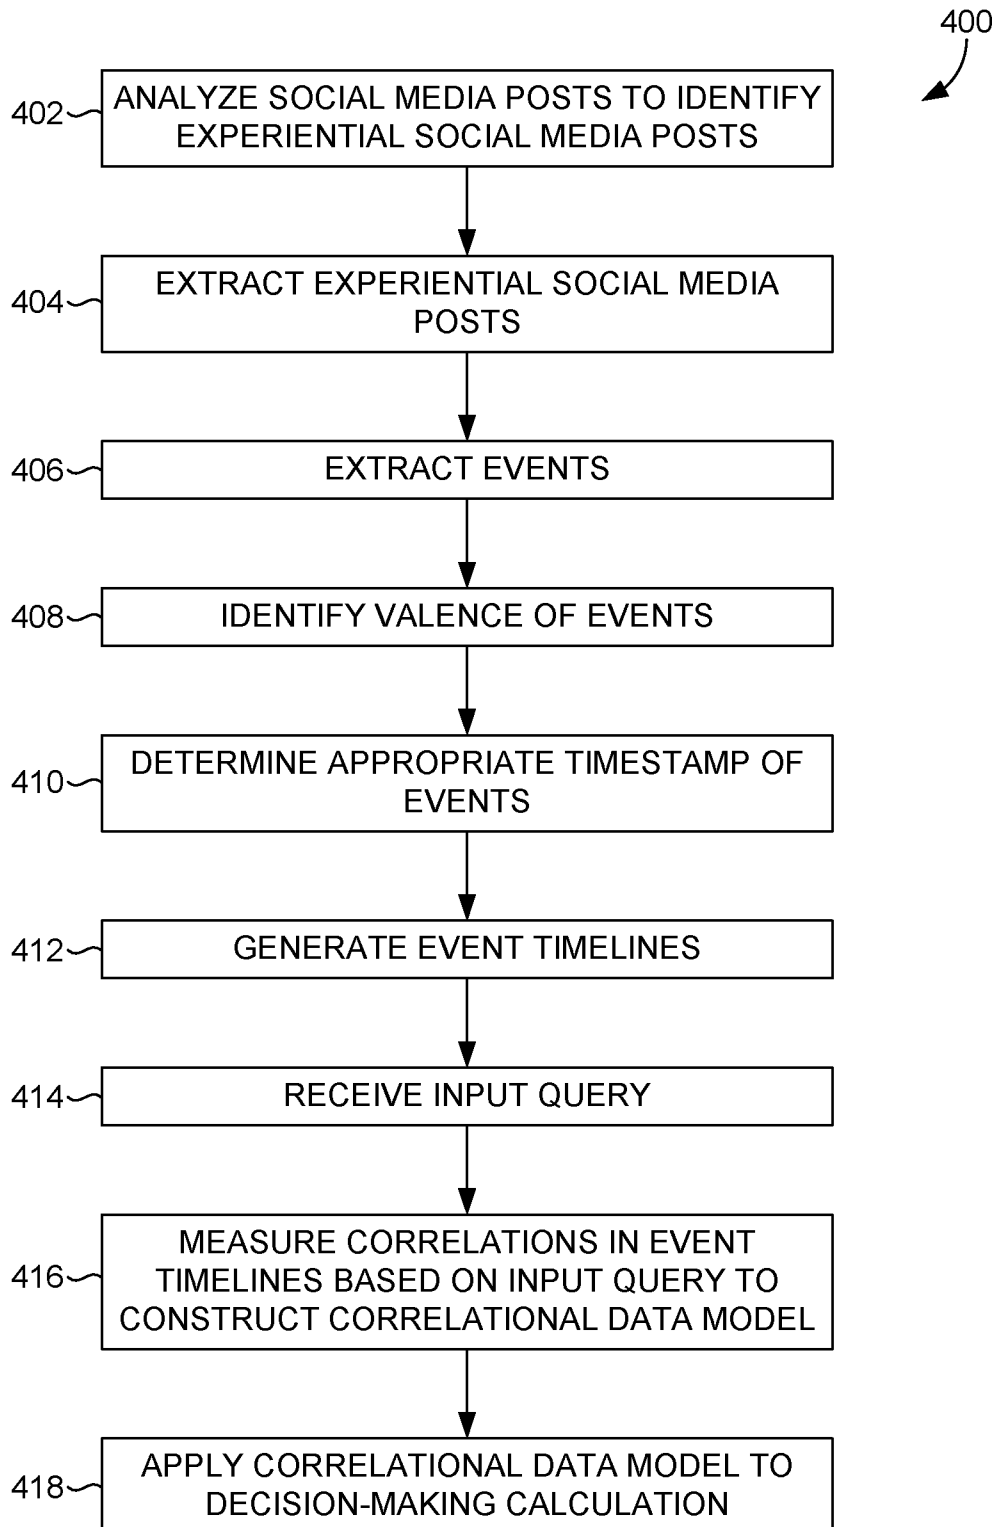 400
402
ANALYZE SOCIAL MEDIA POSTS TO IDENTIFY
EXPERIENTIAL SOCIAL MEDIA POSTS
404
EXTRACT EXPERIENTIAL SOCIAL MEDIA
POSTS
406
EXTRACT EVENTS
408
IDENTIFY VALENCE OF EVENTS
410
DETERMINE APPROPRIATE TIMESTAMP OF
EVENTS
412
GENERATE EVENT TIMELINES
414
RECEIVE INPUT QUERY
416
MEASURE CORRELATIONS IN EVENT
TIMELINES BASED ON INPUT QUERY TO
CONSTRUCT CORRELATIONAL DATA MODEL
418
APPLY CORRELATIONAL DATA MODEL TO
DECISION-MAKING CALCULATION